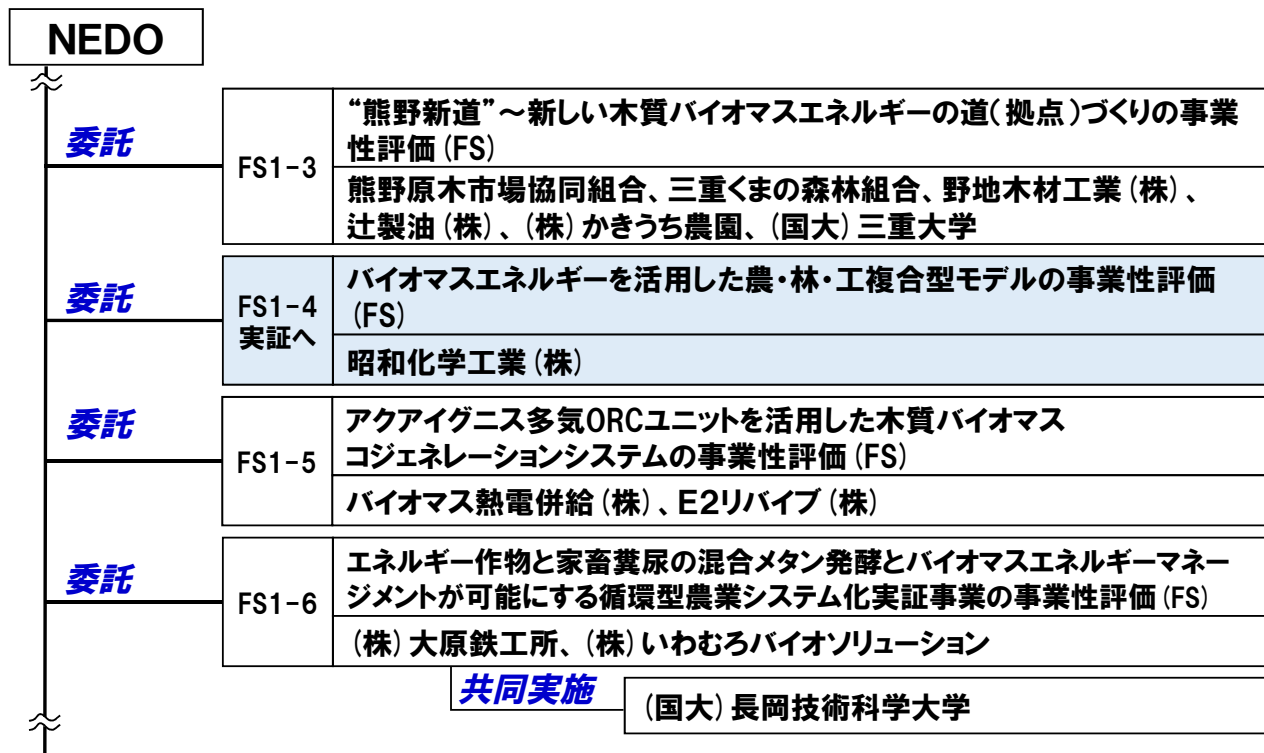 NEDO
委託
FS1-3
“熊野新道”～新しい木質バイオマスエネルギーの道（拠点）づくりの事業
性評価（FS）
熊野原木市場協同組合、三重くまの森林組合、野地木材工業（株）、
辻製油（株）、（株）かきうち農園、（国大）三重大学
委託
FS1-4
実証へ
バイオマスエネルギーを活用した農・林・工複合型モデルの事業性評価
（FS）
昭和化学工業（株）
委託
FS1-5
アクアイグニス多気ORCユニットを活用した木質バイオマス
コジェネレーションシステムの事業性評価（FS）
バイオマス熱電併給（株）、E2リバイブ（株）
委託
FS1-6
エネルギー作物と家畜糞尿の混合メタン発酵とバイオマスエネルギーマネー
ジメントが可能にする循環型農業システム化実証事業の事業性評価（FS）
（株）大原鉄工所、（株）いわむろバイオソリューション
共同実施
（国大）長岡技術科学大学